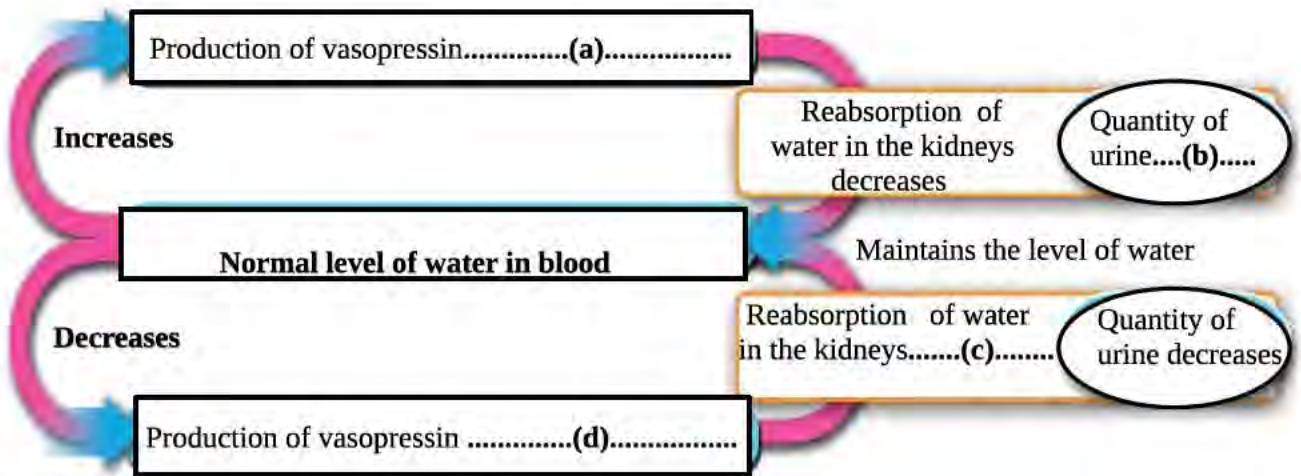 Production of vasopressin..............(a).................
Increases
Reabsorption of
water in the kidneys
decreases
Quantity of
urine....(b).....
Normal level of water in blood
Maintains the level of water
Decreases
Reabsorption of water
in the kidneys.......(c)........
Quantity of
urine decreases
Production of vasopressin ..............(d).................